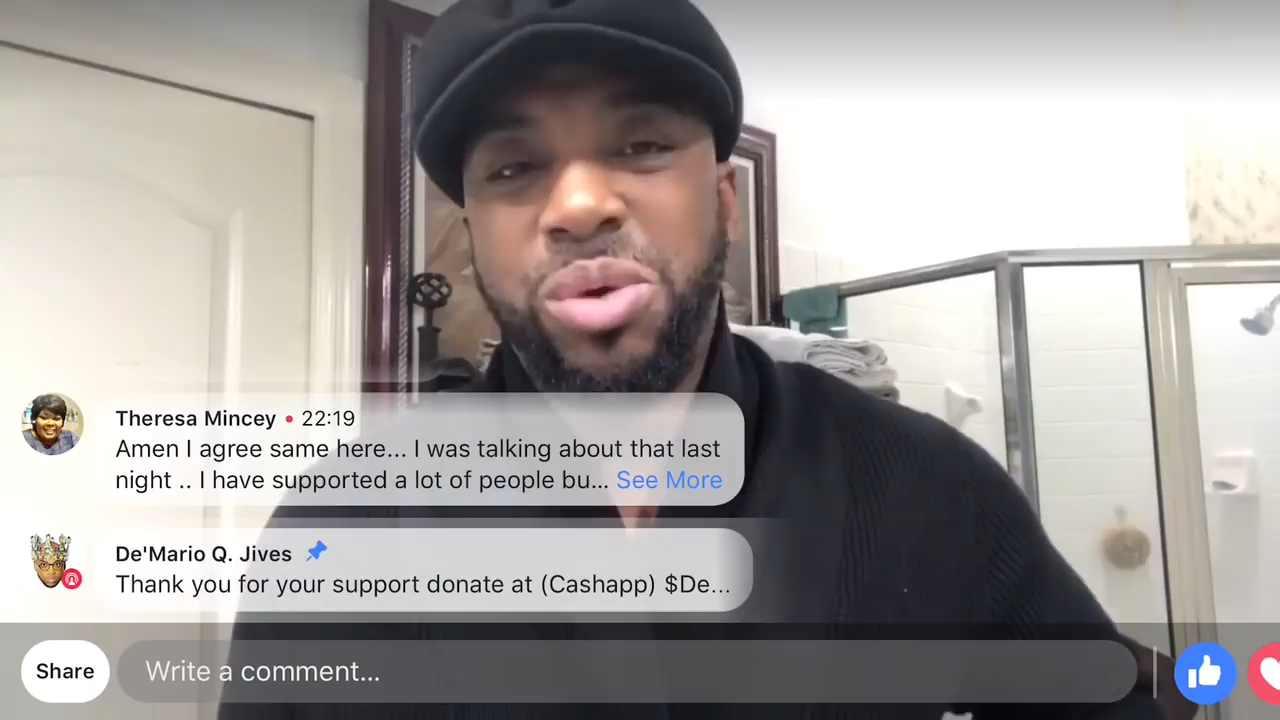 Theresa Mincey • 22:19
Amen I agree same here... I was talking about that last
night .. I have supported a lot of people bu... See More
De'Mario Q. Jives
Thank you for your support donate at (Cashapp) $De...
Share
Write a comment...